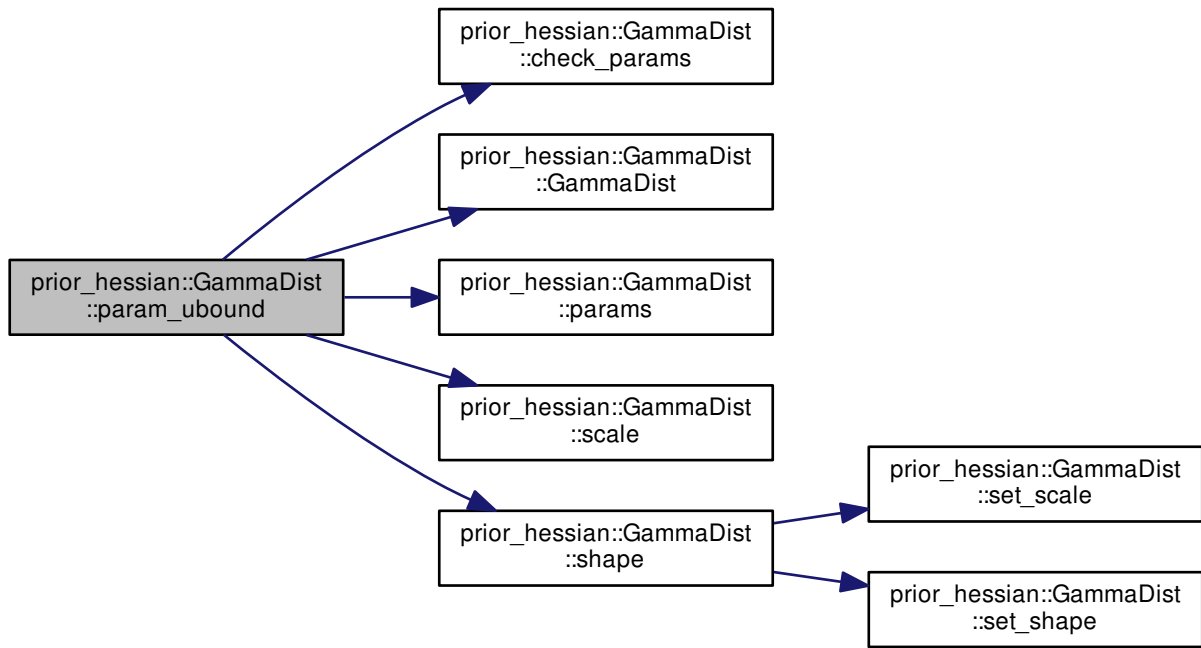 prior_hessian::GammaDist
::check_params
prior_hessian::GammaDist
::GammaDist
prior_hessian::GammaDist
::param_ubound
prior_hessian::GammaDist
::params
prior_hessian::GammaDist
::scale
prior_hessian::GammaDist
::shape
prior_hessian::GammaDist
::set_scale
prior_hessian::GammaDist
::set_shape